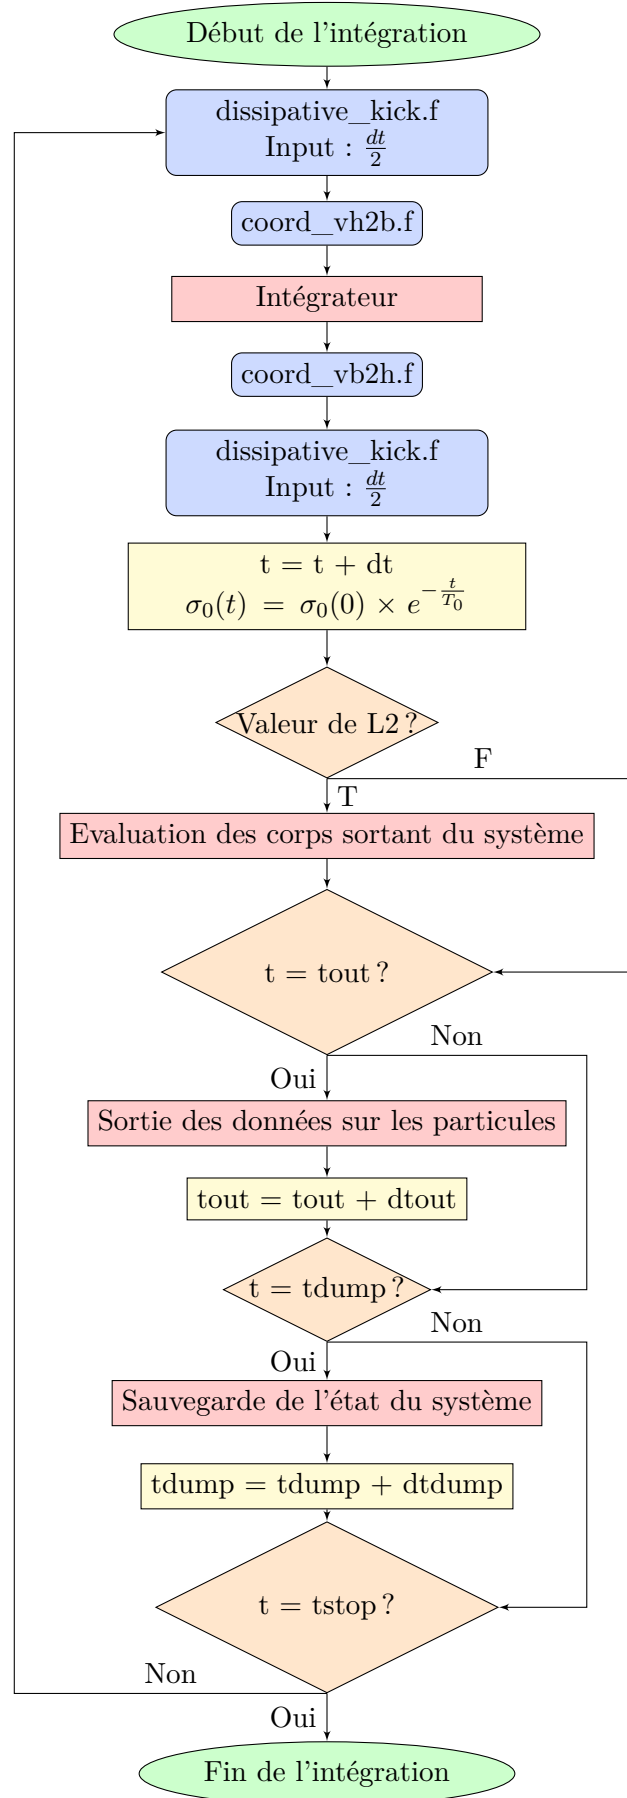 Début de l'intégration
dissipative_kick.f
Input : dt/2
coord_vh2b.f
Intégrateur
coord_vb2h.f
dissipative_kick.f
Input : dt/2
t = t + dt
σ₀(t) = σ₀(0) × e^{-t/T₀}
Valeur de L2 ?
F
T
Evaluation des corps sortant du système
t = tout ?
Non
Oui
Sortie des données sur les particules
tout = tout + dtout
t = tdump ?
Non
Oui
Sauvegarde de l'état du système
tdump = tdump + dtdump
t = tstop ?
Non
Oui
Fin de l'intégration